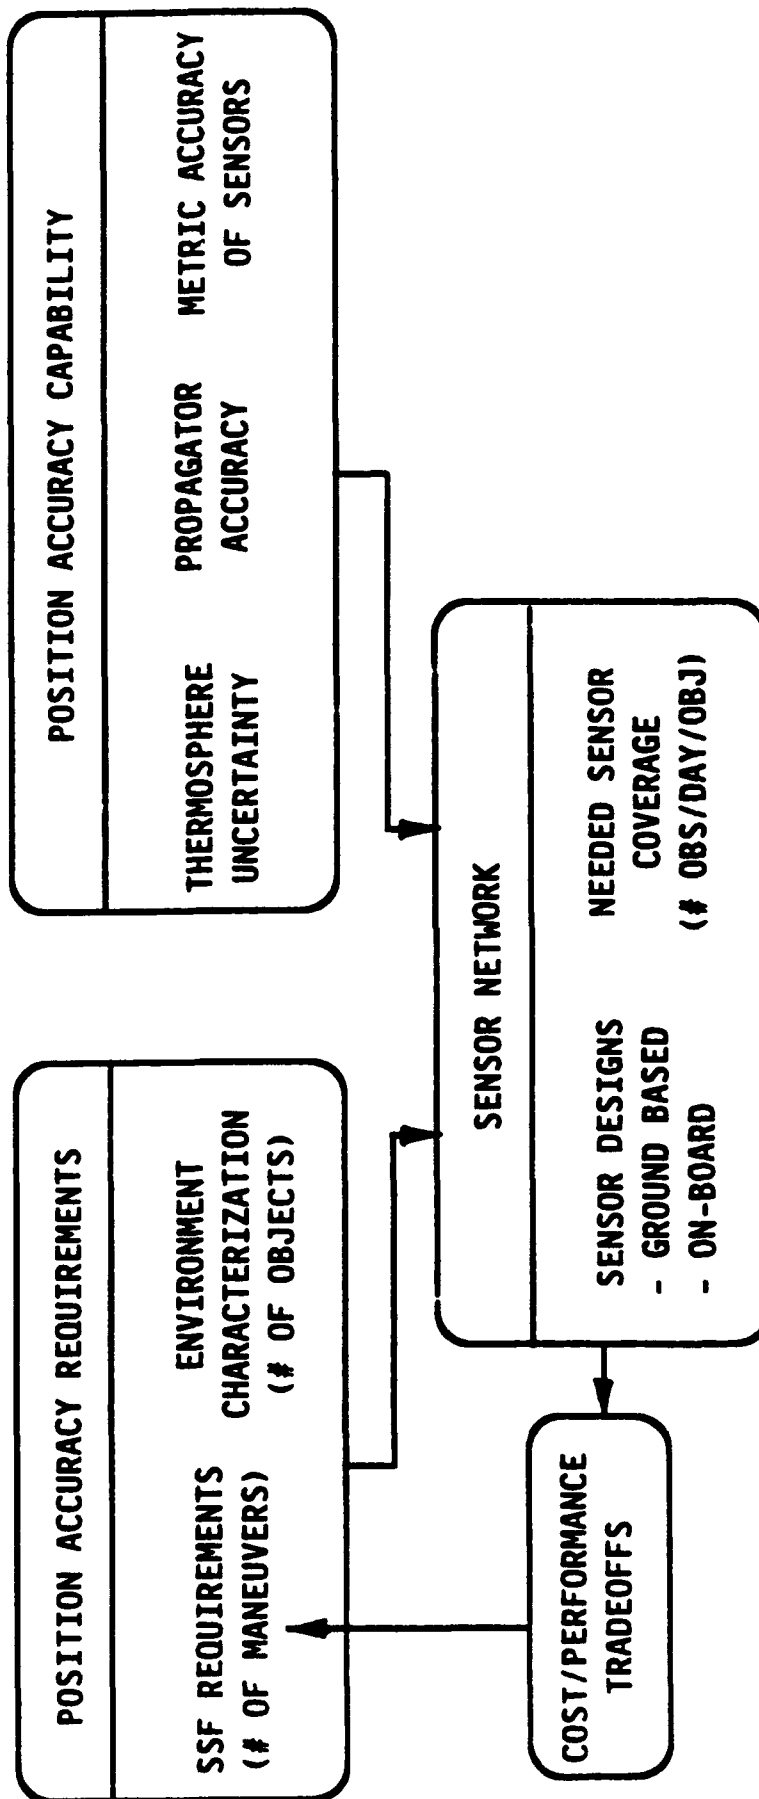 POSITION ACCURACY REQUIREMENTS
SSF REQUIREMENTS
(# OF MANEUVERS)
ENVIRONMENT
CHARACTERIZATION
(# OF OBJECTS)
POSITION ACCURACY CAPABILITY
THERMOSPHERE
UNCERTAINTY
PROPAGATOR
ACCURACY
METRIC ACCURACY
OF SENSORS
SENSOR NETWORK
SENSOR DESIGNS
- GROUND BASED
- ON-BOARD
NEEDED SENSOR
COVERAGE
(# OBS/DAY/OBJ)
COST/PERFORMANCE
TRADEOFFS